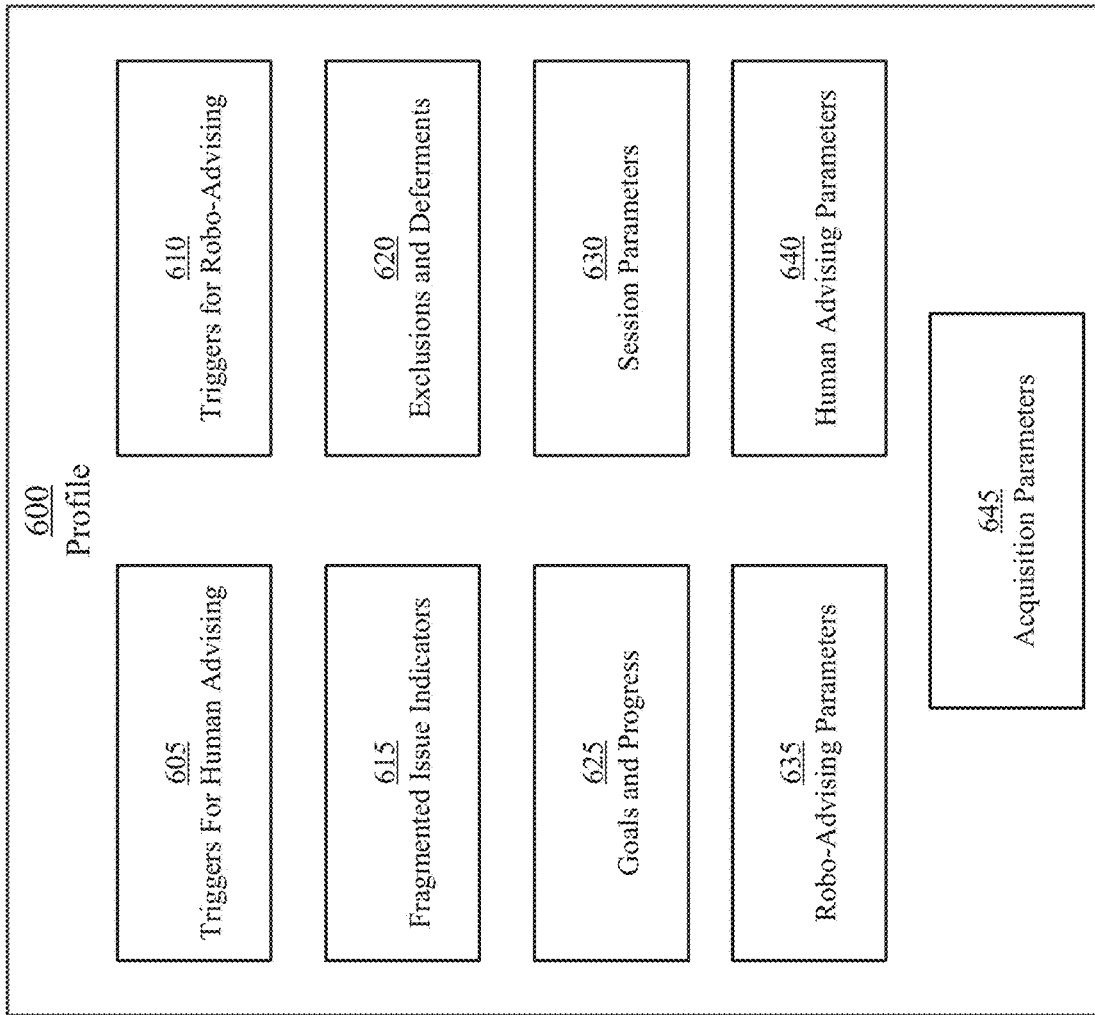 600
Profile
605
Triggers For Human Advising
610
Triggers for Robo-Advising
615
Fragmented Issue Indicators
620
Exclusions and Deferments
625
Goals and Progress
630
Session Parameters
635
Robo-Advising Parameters
640
Human Advising Parameters
645
Acquisition Parameters